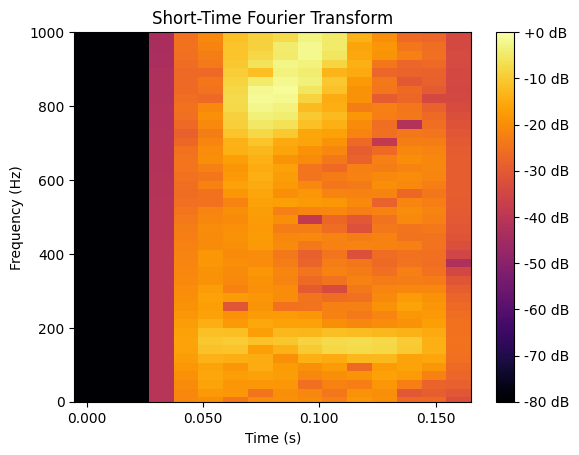 Short-Time Fourier Transform
1000
800
600
400
200
0
Frequency (Hz)
0.000
0.050
0.100
0.150
Time (s)
+0 dB
-10 dB
-20 dB
-30 dB
-40 dB
-50 dB
-60 dB
-70 dB
-80 dB